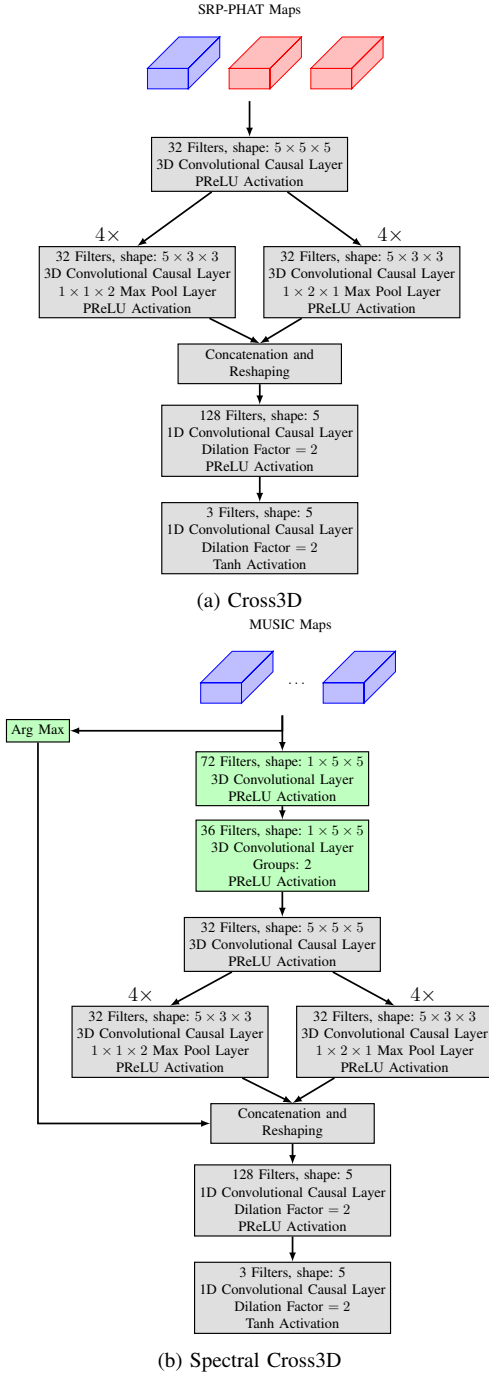 SRP-PHAT Maps
32 Filters, shape: 5 × 5 × 5
3D Convolutional Causal Layer
PReLU Activation
4×
4×
32 Filters, shape: 5 × 3 × 3
3D Convolutional Causal Layer
1 × 1 × 2 Max Pool Layer
PReLU Activation
32 Filters, shape: 5 × 3 × 3
3D Convolutional Causal Layer
1 × 2 × 1 Max Pool Layer
PReLU Activation
Concatenation and
Reshaping
128 Filters, shape: 5
1D Convolutional Causal Layer
Dilation Factor = 2
PReLU Activation
3 Filters, shape: 5
1D Convolutional Causal Layer
Dilation Factor = 2
Tanh Activation
(a) Cross3D
MUSIC Maps
...
Arg Max
72 Filters, shape: 1 × 5 × 5
3D Convolutional Layer
PReLU Activation
36 Filters, shape: 1 × 5 × 5
3D Convolutional Layer
Groups: 2
PReLU Activation
32 Filters, shape: 5 × 5 × 5
3D Convolutional Causal Layer
PReLU Activation
4×
4×
32 Filters, shape: 5 × 3 × 3
3D Convolutional Causal Layer
1 × 1 × 2 Max Pool Layer
PReLU Activation
32 Filters, shape: 5 × 3 × 3
3D Convolutional Causal Layer
1 × 2 × 1 Max Pool Layer
PReLU Activation
Concatenation and
Reshaping
128 Filters, shape: 5
1D Convolutional Causal Layer
Dilation Factor = 2
PReLU Activation
3 Filters, shape: 5
1D Convolutional Causal Layer
Dilation Factor = 2
Tanh Activation
(b) Spectral Cross3D